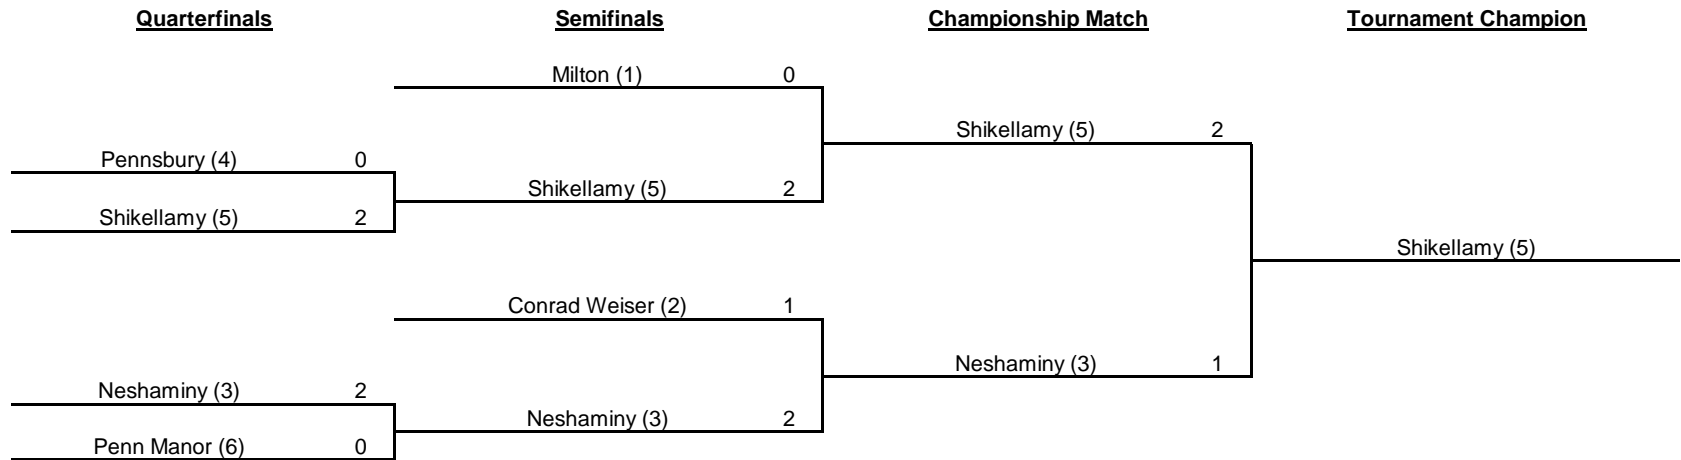 Quarterfinals Semifinals Championship Match Tournament Champion
Milton (1) 0
Shikellamy (5) 2
Pennsbury (4) 0
Shikellamy (5) 2
Shikellamy (5) 2
Shikellamy (5)
Conrad Weiser (2) 1
Neshaminy (3) 1
Neshaminy (3) 2
Neshaminy (3) 2
Penn Manor (6) 0